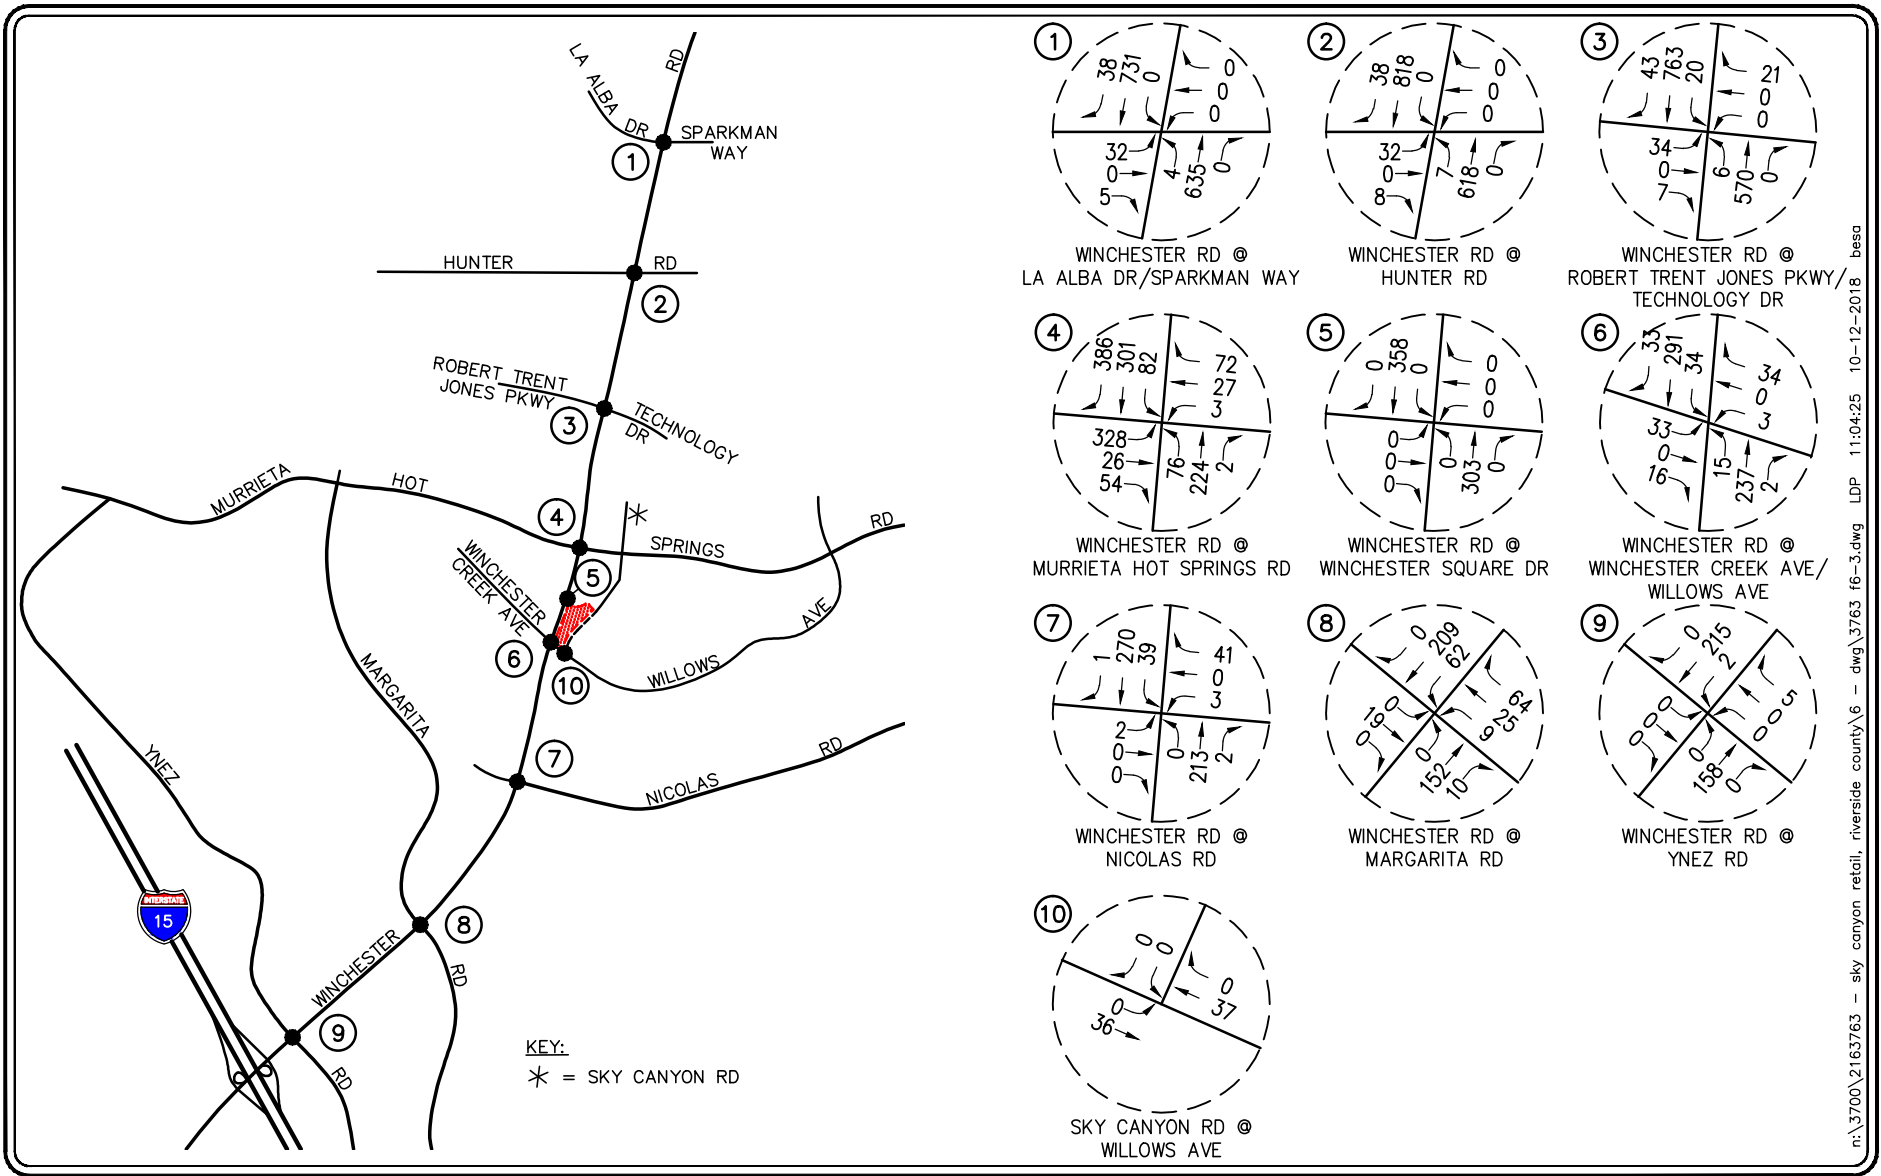 LA ALBA DR
RD
SPARKMAN
WAY
1
HUNTER RD
2
ROBERT TRENT
JONES PKWY
TECHNOLOGY
DR
3
MURRIETA HOT SPRINGS RD
4
WINCHESTER
CREEK AVE
5
6
10
WILLOWS AVE
MARGARITA
YNEZ
7
NICOLAS RD
INTERSTATE
15
8
WINCHESTER
RD
9
RD
KEY:
* = SKY CANYON RD
1
38 731 0
0
0
0
32
0
5
4 635 0
WINCHESTER RD @
LA ALBA DR/SPARKMAN WAY
2
38 818 0
0
0
0
32
0
8
7 618 0
WINCHESTER RD @
HUNTER RD
3
43 763 20
21
0
0
34
0
7
6 570 0
WINCHESTER RD @
ROBERT TRENT JONES PKWY/
TECHNOLOGY DR
4
386 301 82
72
27
3
328
26
54
76 224 2
WINCHESTER RD @
MURRIETA HOT SPRINGS RD
5
0 358 0
0
0
0
0
0
0
0 303 0
WINCHESTER RD @
WINCHESTER SQUARE DR
6
33 291 34
34
0
3
33
0
16
15 237 2
WINCHESTER RD @
WINCHESTER CREEK AVE/
WILLOWS AVE
7
1 270 39
41
0
3
2
0
0
0 213 2
WINCHESTER RD @
NICOLAS RD
8
0 209 62
64
25
9
0
19
0
0 152 10
WINCHESTER RD @
MARGARITA RD
9
0 215 2
5
0
0
0
0
0
0 158 0
WINCHESTER RD @
YNEZ RD
10
0 0
0
37
0
36
SKY CANYON RD @
WILLOWS AVE
n:\3700\2163763 - sky canyon retail, riverside county\6 - dwg\3763 f6-3.dwg LDP 11:04:25 10-12-2018 besa